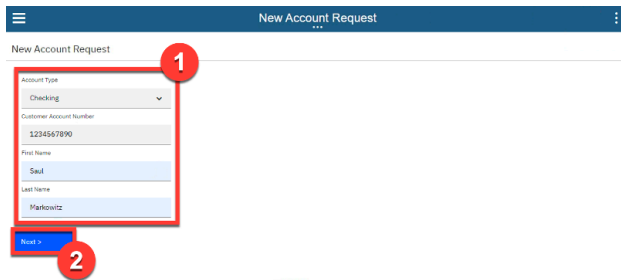 New Account Request
New Account Request
1
Account Type
Checking
Customer Account Number
1234567890
First Name
Saul
Last Name
Markowitz
Next >
2